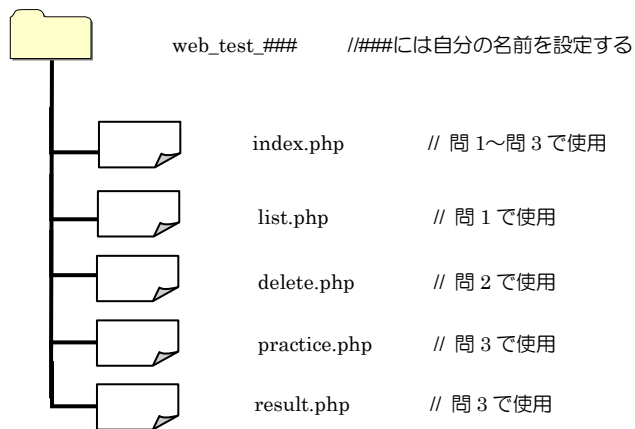 web_test_### //###には自分の名前を設定する
index.php // 問 1～問 3 で使用
list.php // 問 1 で使用
delete.php // 問 2 で使用
practice.php // 問 3 で使用
result.php // 問 3 で使用